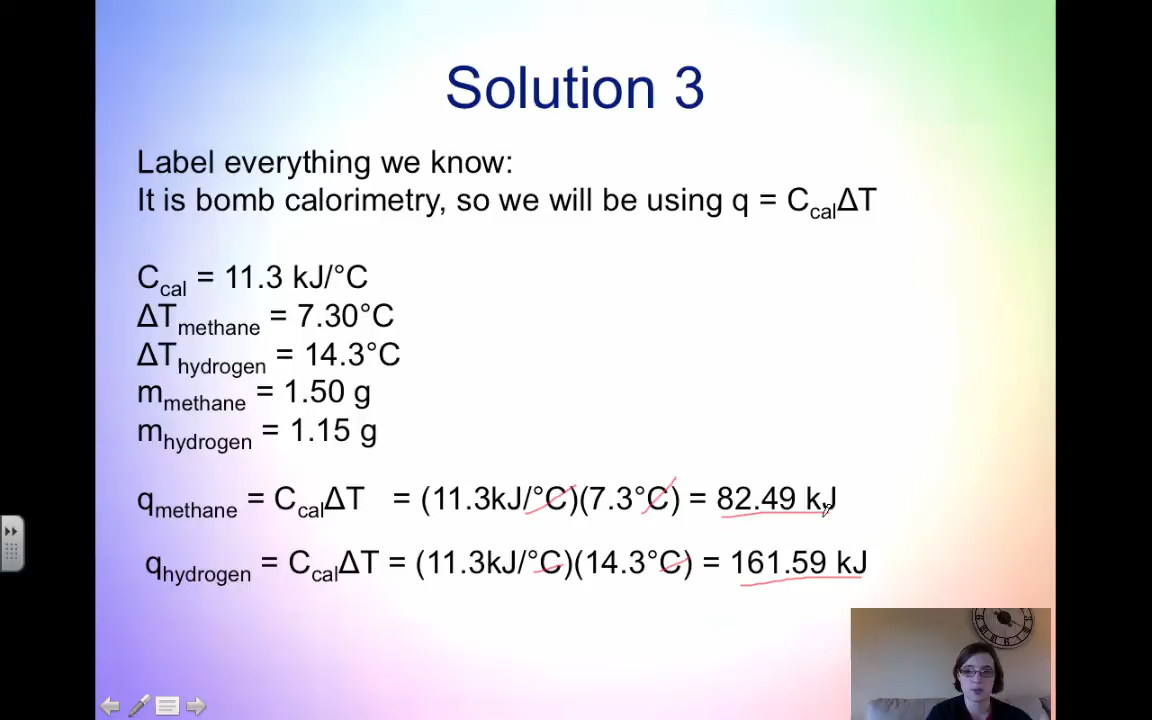 Solution 3
Label everything we know:
It is bomb calorimetry, so we will be using q = CcalΔT
Ccal = 11.3 kJ/°C
ΔTmethane = 7.30°C
ΔThydrogen = 14.3°C
mmethane = 1.50 g
mhydrogen = 1.15 g
qmethane = CcalΔT = (11.3kJ/°C)(7.3°C) = 82.49 kJ
qhydrogen = CcalΔT = (11.3kJ/°C)(14.3°C) = 161.59 kJ